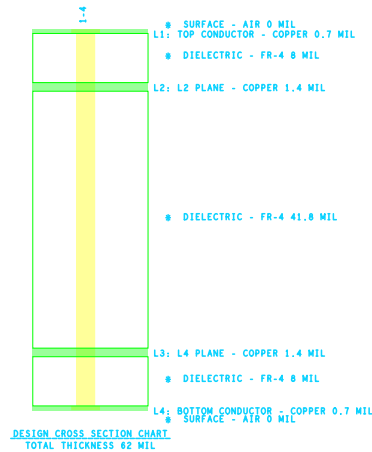 1-4
# SURFACE - AIR 0 MIL
L1: TOP CONDUCTOR - COPPER 0.7 MIL
# DIELECTRIC - FR-4 8 MIL
L2: L2 PLANE - COPPER 1.4 MIL
# DIELECTRIC - FR-4 41.8 MIL
L3: L4 PLANE - COPPER 1.4 MIL
# DIELECTRIC - FR-4 8 MIL
L4: BOTTOM CONDUCTOR - COPPER 0.7 MIL
# SURFACE - AIR 0 MIL
DESIGN CROSS SECTION CHART
TOTAL THICKNESS 62 MIL